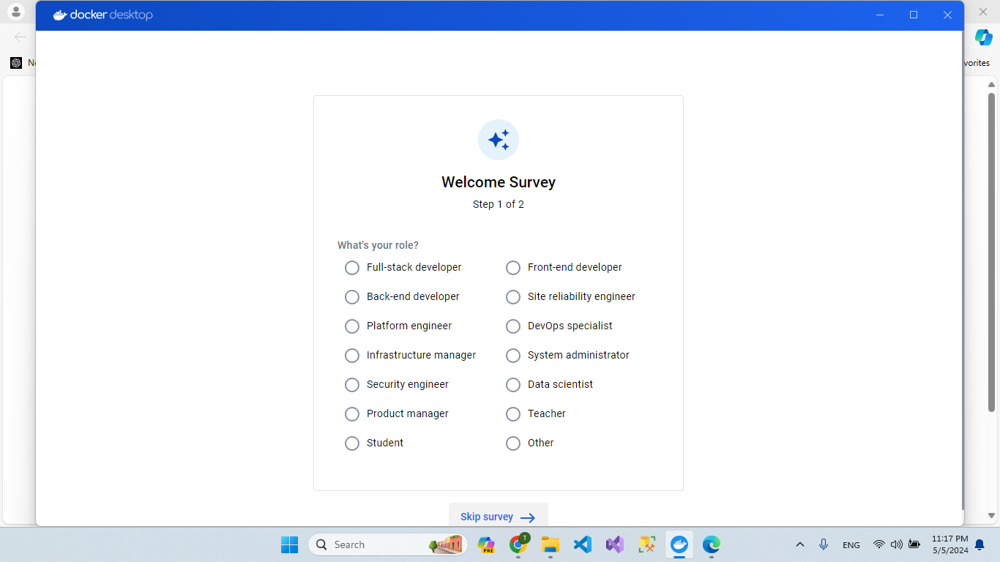 docker desktop
No
vorites
Welcome Survey
Step 1 of 2
What's your role?
Full-stack developer
Front-end developer
Back-end developer
Site reliability engineer
Platform engineer
DevOps specialist
Infrastructure manager
System administrator
Security engineer
Data scientist
Product manager
Teacher
Student
Other
Skip survey
Search
PRE
T
ENG
11:17 PM
5/5/2024